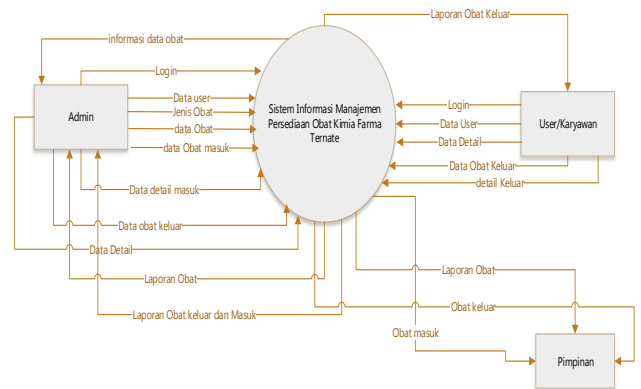 Laporan Obat Keluar
informasi data obat
Login
Admin
Data user
Jenis Obat
data Obat
data Obat masuk
Sistem Informasi Manajemen
Persediaan Obat Kimia Farma
Ternate
Login
Data User
Data Detail
User/Karyawan
Data Obat Keluar
detail Keluar
Data detail masuk
Data obat keluar
Data Detail
Laporan Obat
Laporan Obat
Obat keluar
Laporan Obat keluar dan Masuk
Obat masuk
Pimpinan